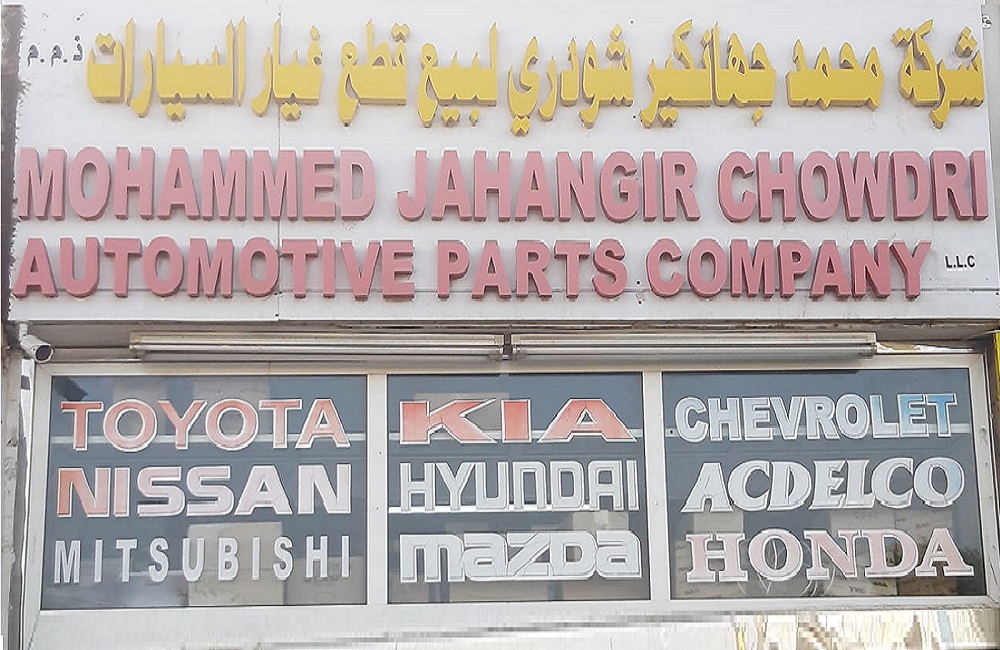 شركة محمد جهانكير شودري لبيع قطع غيار السيارات ذ.م.م
MOHAMMED JAHANGIR CHOWDRI
AUTOMOTIVE PARTS COMPANY L.L.C
TOYOTA
NISSAN
MITSUBISHI
KIA
HYUNDAI
mazda
CHEVROLET
ACDELCO
HONDA